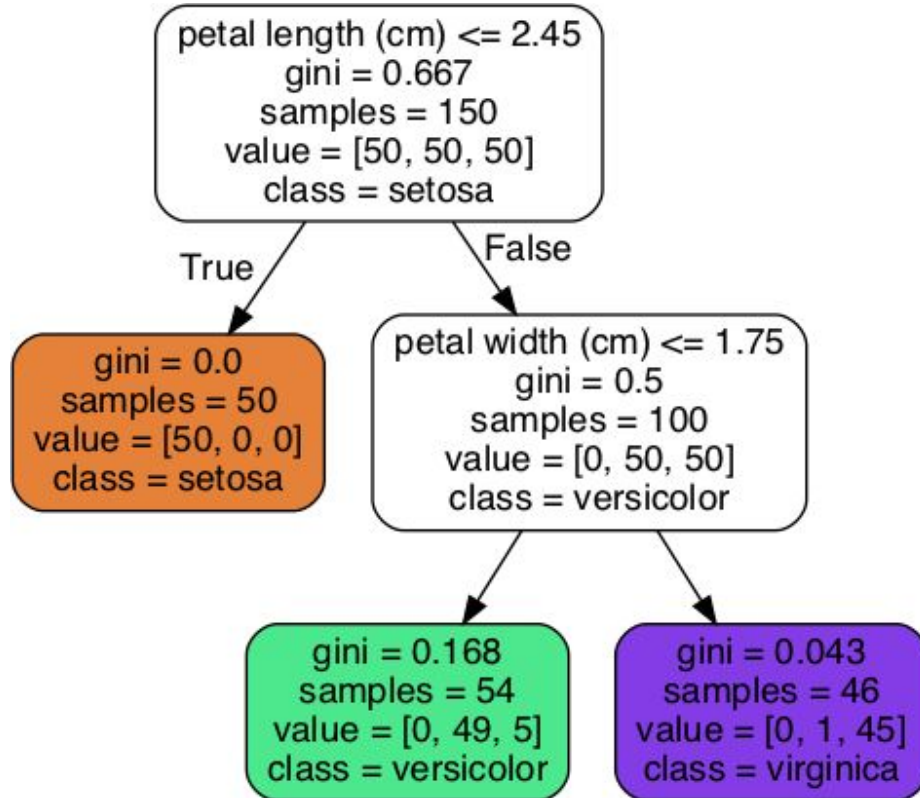 petal length (cm) <= 2.45
gini = 0.667
samples = 150
value = [50, 50, 50]
class = setosa
True
False
gini = 0.0
samples = 50
value = [50, 0, 0]
class = setosa
petal width (cm) <= 1.75
gini = 0.5
samples = 100
value = [0, 50, 50]
class = versicolor
gini = 0.168
samples = 54
value = [0, 49, 5]
class = versicolor
gini = 0.043
samples = 46
value = [0, 1, 45]
class = virginica